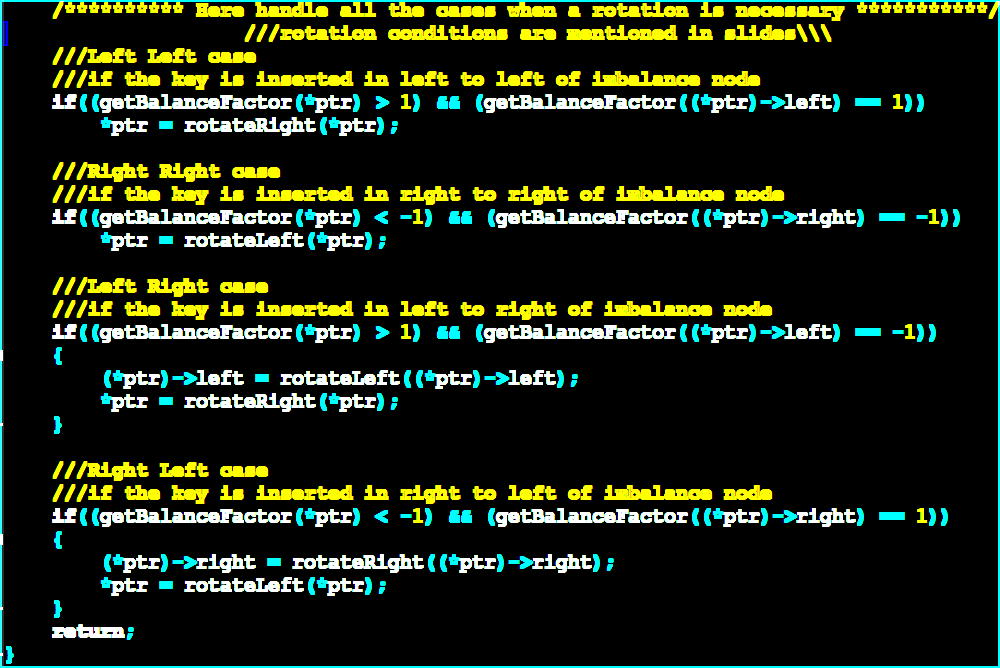 /********** Here handle all the cases when a rotation is necessary ***********/
///rotation conditions are mentioned in slides\\\
///Left Left case
///if the key is inserted in left to left of imbalance node
if((getBalanceFactor(*ptr) > 1) && (getBalanceFactor((*ptr)->left) == 1))
*ptr = rotateRight(*ptr);
///Right Right case
///if the key is inserted in right to right of imbalance node
if((getBalanceFactor(*ptr) < -1) && (getBalanceFactor((*ptr)->right) == -1))
*ptr = rotateLeft(*ptr);
///Left Right case
///if the key is inserted in left to right of imbalance node
if((getBalanceFactor(*ptr) > 1) && (getBalanceFactor((*ptr)->left) == -1))
{
(*ptr)->left = rotateLeft((*ptr)->left);
*ptr = rotateRight(*ptr);
}
///Right Left case
///if the key is inserted in right to left of imbalance node
if((getBalanceFactor(*ptr) < -1) && (getBalanceFactor((*ptr)->right) == 1))
{
(*ptr)->right = rotateRight((*ptr)->right);
*ptr = rotateLeft(*ptr);
}
return;
}